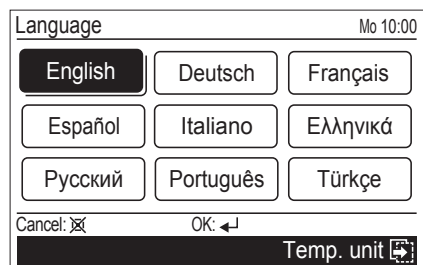 Language Mo 10:00
English Deutsch Français
Español Italiano Ελληνικά
Русский Português Türkçe
Cancel: OK:
Temp. unit